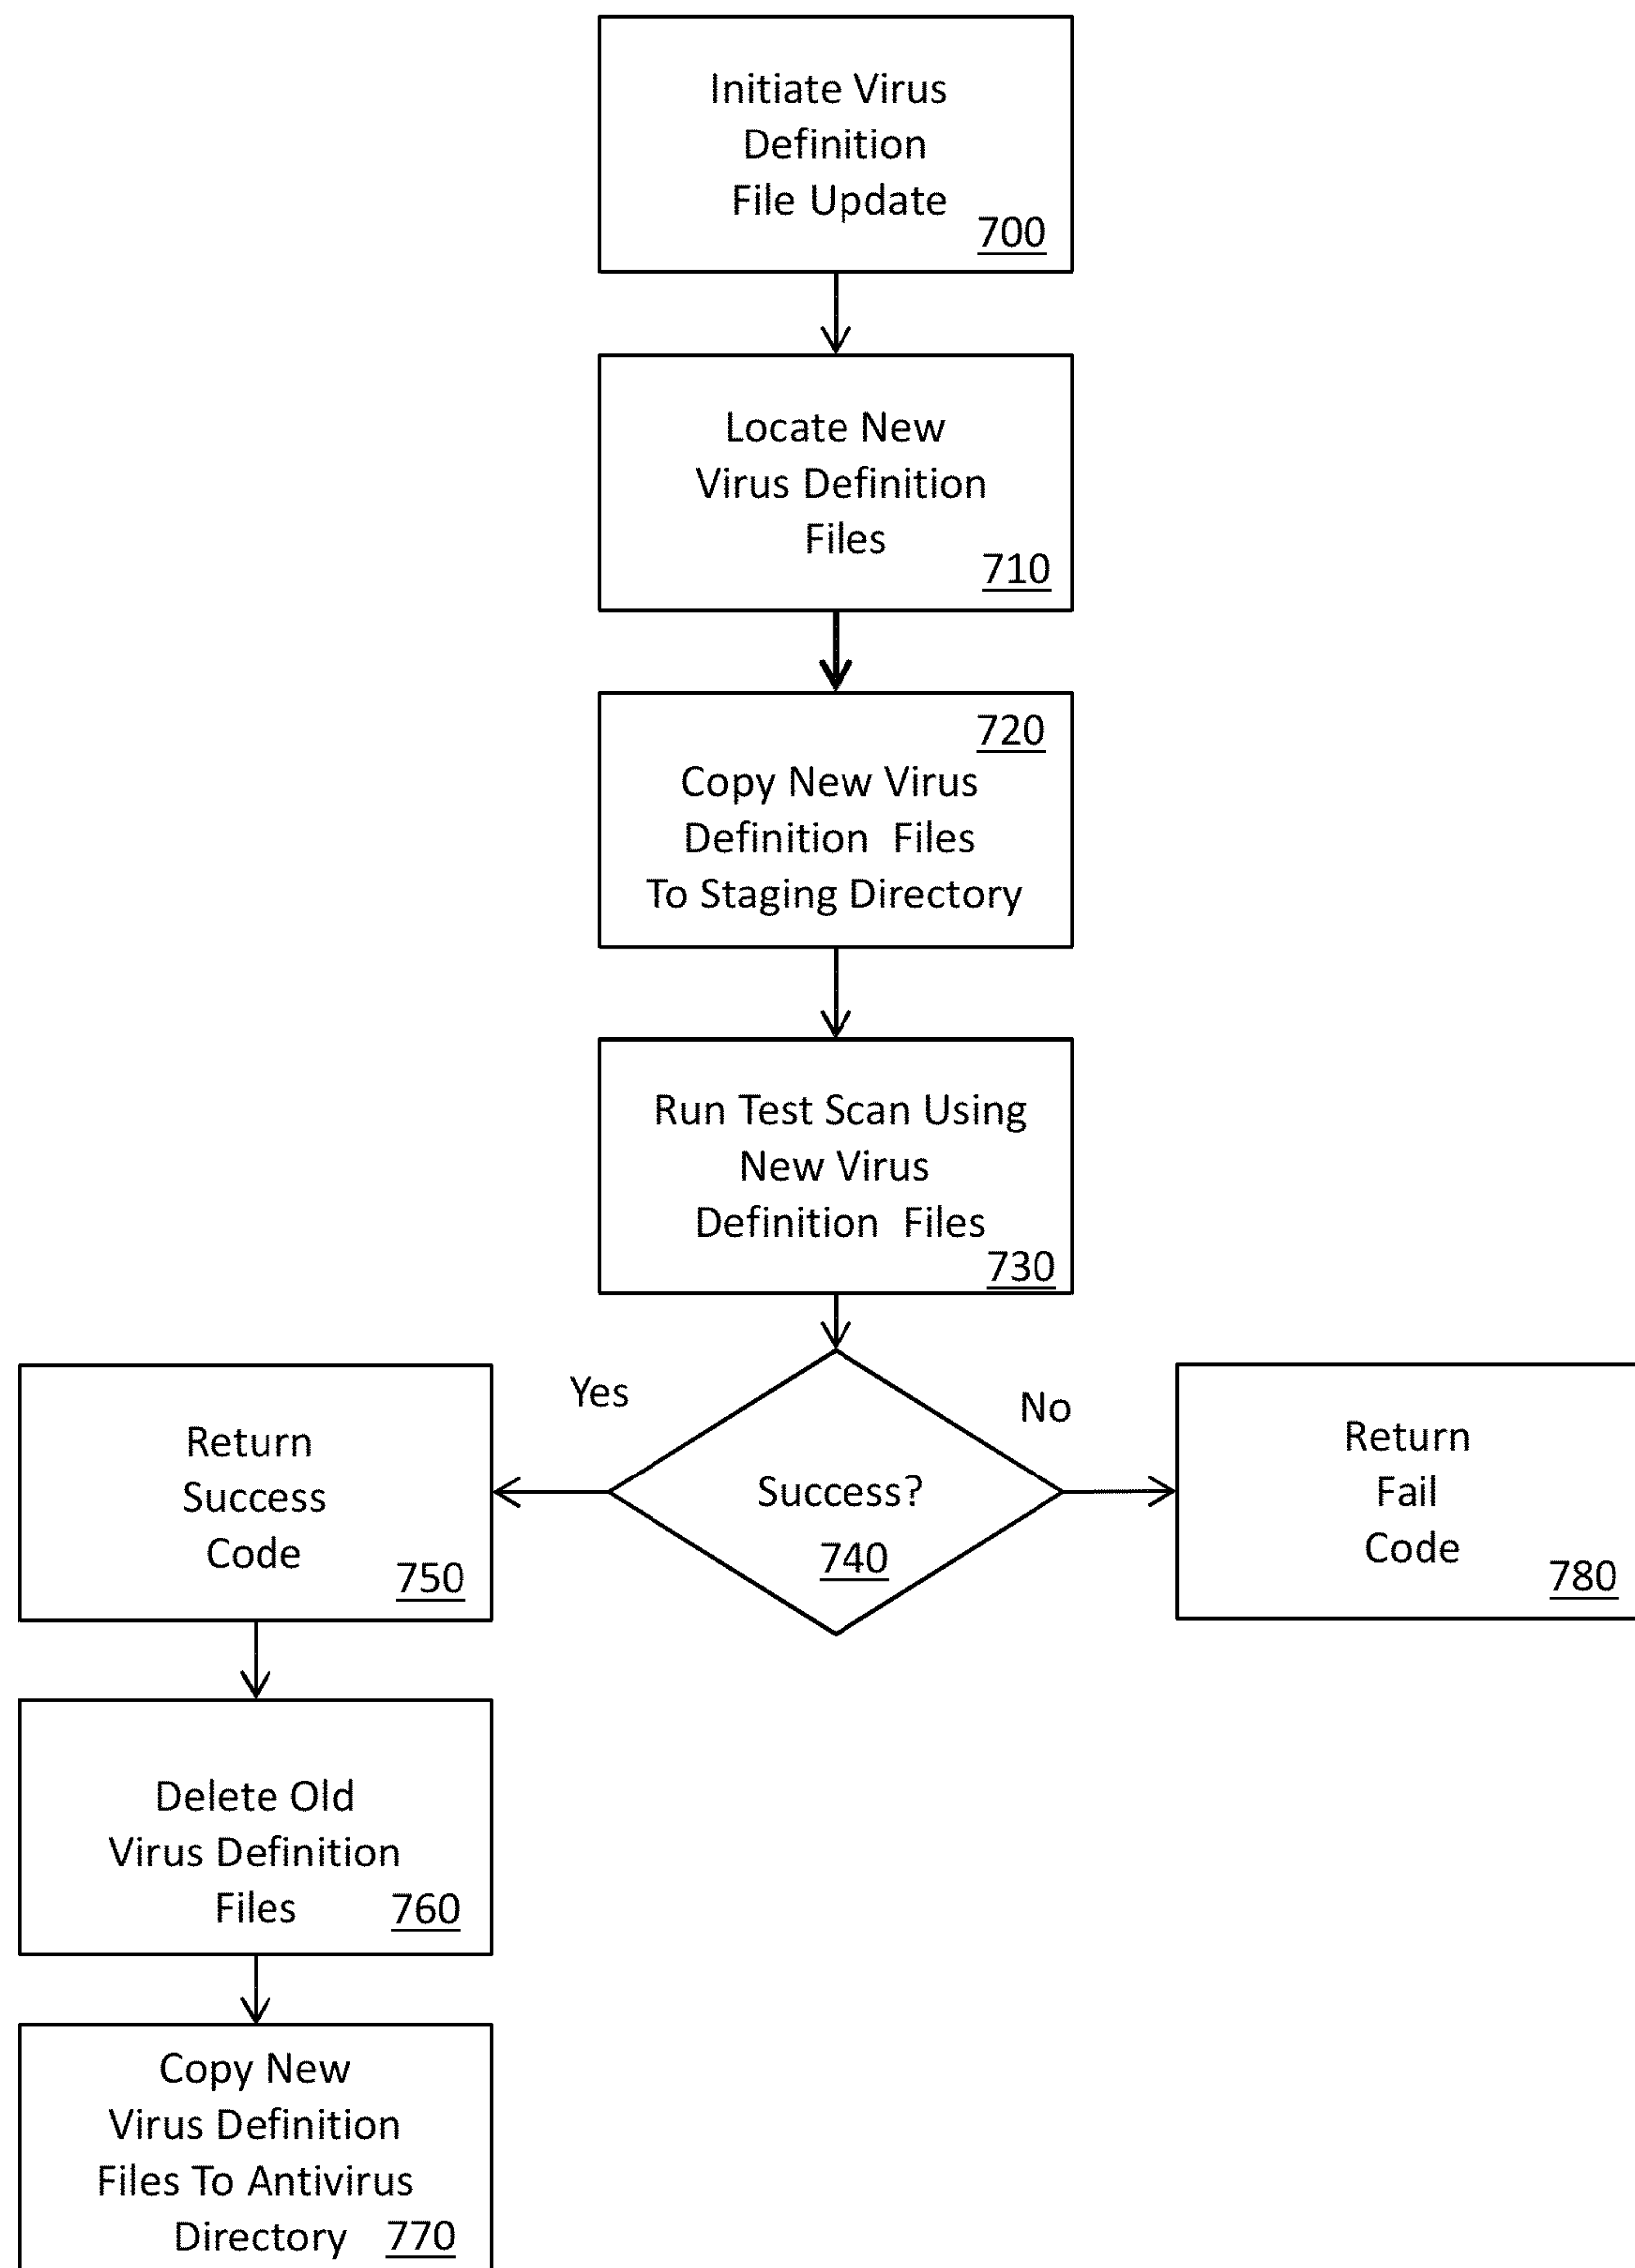 Initiate Virus
Definition
File Update
700
Locate New
Virus Definition
Files
710
720
Copy New Virus
Definition Files
To Staging Directory
Run Test Scan Using
New Virus
Definition Files
730
Success?
740
Yes
No
Return
Success
Code
750
Return
Fail
Code
780
Delete Old
Virus Definition
Files 760
Copy New
Virus Definition
Files To Antivirus
Directory 770